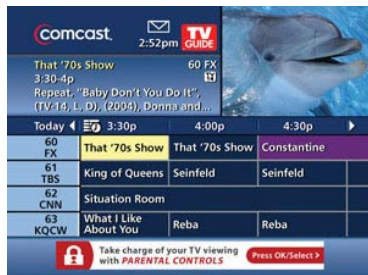 comcast.
2:52pm
TV
GUIDE
That '70s Show 60 FX
3:30-4p
Repeat, "Baby Don't You Do It",
(TV-14, L, D), (2004), Donna and...
Today 3:30p 4:00p 4:30p
60
FX
That '70s Show That '70s Show Constantine
61
TBS
King of Queens Seinfeld Seinfeld
62
CNN
Situation Room
63
KQCW
What I Like
About You
Reba Reba
Take charge of your TV viewing
with PARENTAL CONTROLS
Press OK/Select >